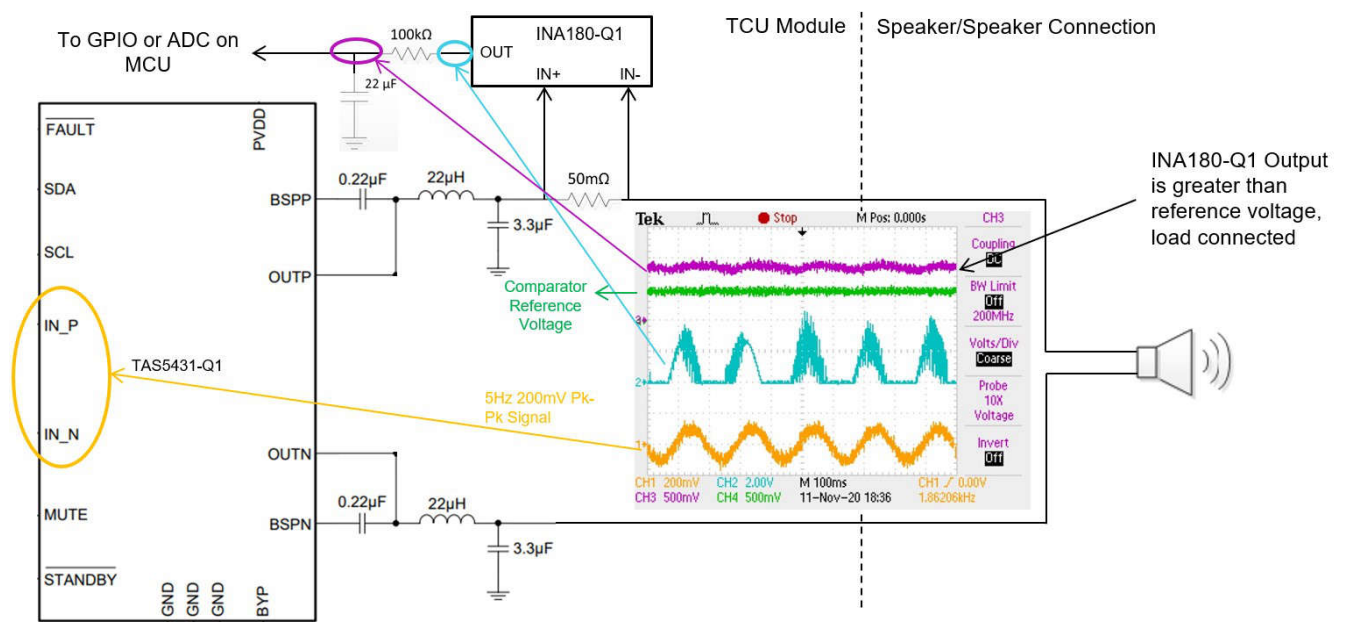 TCU Module
Speaker/Speaker Connection
To GPIO or ADC on
MCU
100kΩ
OUT
INA180-Q1
IN+
IN-
22 µF
FAULT
PVDD
SDA
SCL
IN_P
IN_N
MUTE
STANDBY
GND
GND
GND
BYP
BSPP
OUTP
OUTN
BSPN
TAS5431-Q1
0.22µF
22µH
3.3µF
50mΩ
0.22µF
22µH
3.3µF
Comparator
Reference
Voltage
5Hz 200mV Pk-
Pk Signal
INA180-Q1 Output
is greater than
reference voltage,
load connected
Tek
Stop
M Pos: 0.000s
CH3
Coupling
DC
BW Limit
Off
200MHz
Volts/Div
Coarse
Probe
10X
Voltage
Invert
Off
3
2
1
CH1 200mV CH2 2.00V M 100ms CH1 0.00V
CH3 500mV CH4 500mV 11-Nov-20 18:36 1.86206kHz